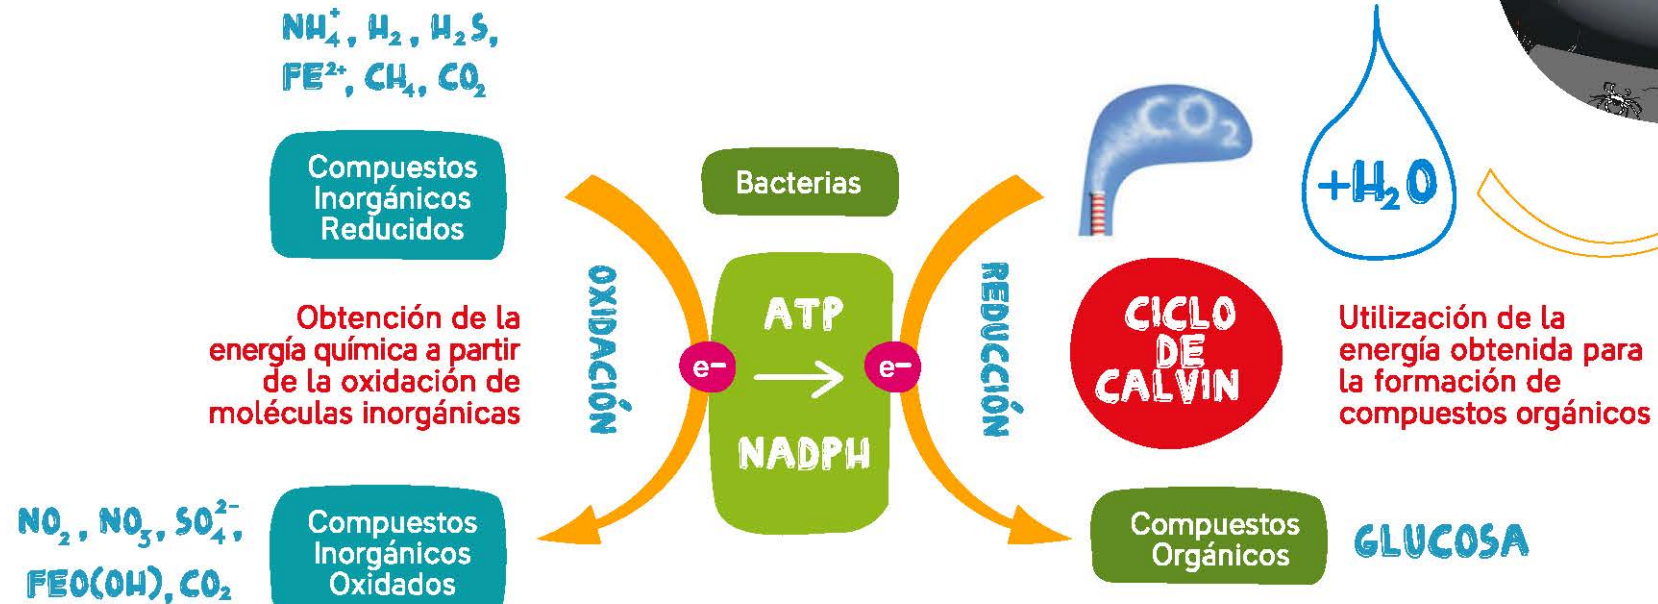 NH₄⁺, H₂, H₂S,
FE²⁺, CH₄, CO₂
Compuestos
Inorgánicos
Reducidos
Obtención de la
energía química a partir
de la oxidación de
moléculas inorgánicas
NO₂, NO₃, SO₄²⁻,
FEO(OH), CO₂
Compuestos
Inorgánicos
Oxidados
OXIDACIÓN
Bacterias
ATP
e⁻ → e⁻
NADPH
REDUCCIÓN
CO₂
+H₂O
CICLO
DE
CALVIN
Utilización de la
energía obtenida para
la formación de
compuestos orgánicos
Compuestos
Orgánicos
GLUCOSA